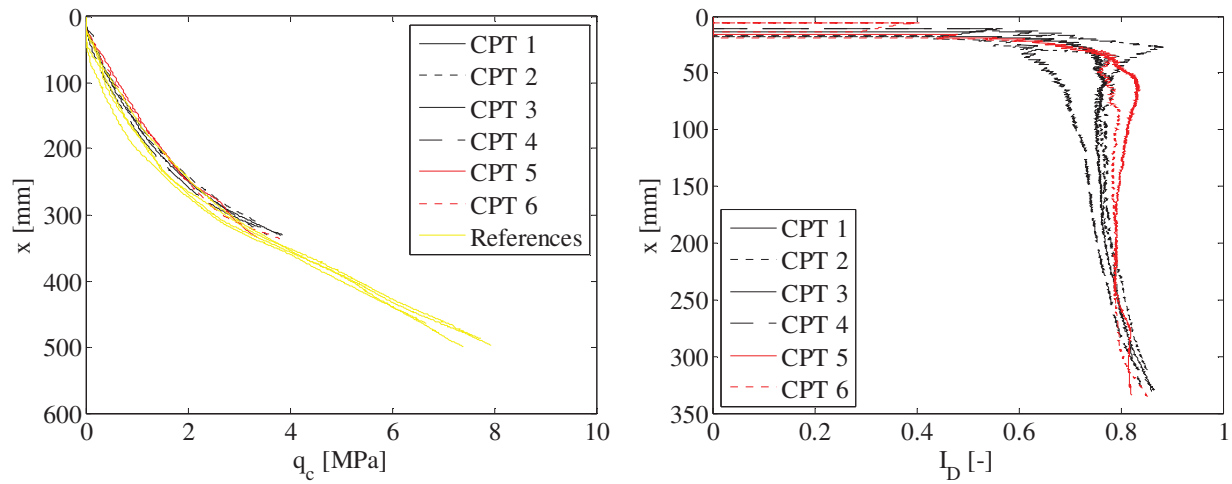 0
100
200
300
400
500
600
x [mm]
0
2
4
6
8
10
q_c [MPa]
CPT 1
CPT 2
CPT 3
CPT 4
CPT 5
CPT 6
References
0
50
100
150
200
250
300
350
x [mm]
0
0.2
0.4
0.6
0.8
1
I_D [-]
CPT 1
CPT 2
CPT 3
CPT 4
CPT 5
CPT 6